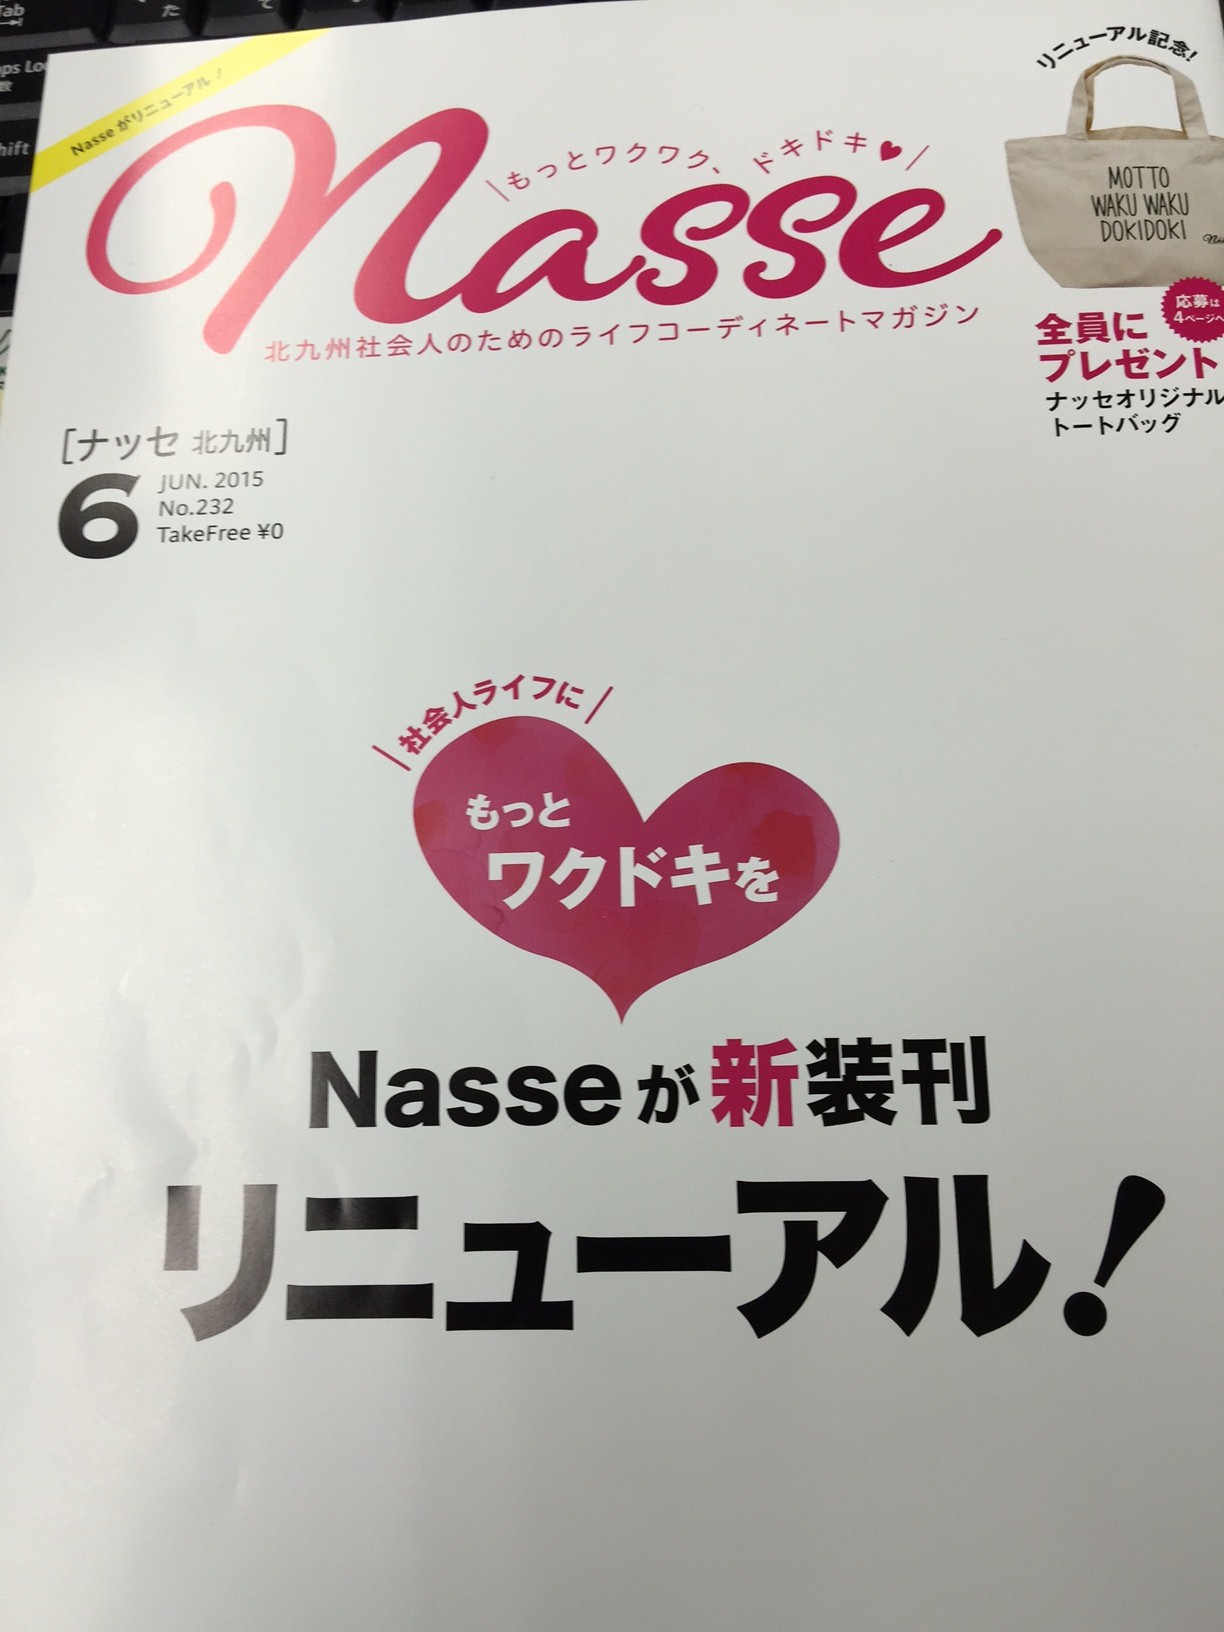 Tab
た
て
Caps Lo
数
Shift
Nasseがリニューアル！
もっとワクワク、ドキドキ♥
Nasse
北九州社会人のためのライフコーディネートマガジン
リニューアル記念!
MOTTO
WAKU WAKU
DOKIDOKI
応募は
4ページへ
全員に
プレゼント
ナッセオリジナル
トートバッグ
［ナッセ 北九州］
6
JUN. 2015
No.232
TakeFree ¥0
社会人ライフに
もっと
ワクドキを
Nasseが新装刊
リニューアル！